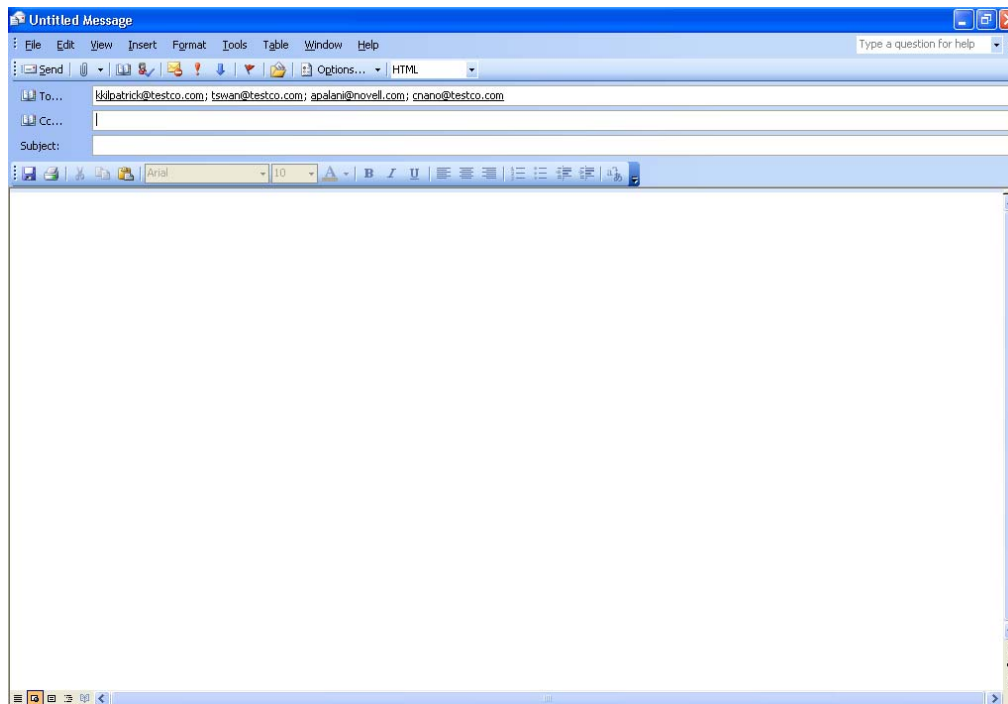 Untitled Message
File Edit View Insert Format Tools Table Window Help Type a question for help
Send Options... HTML
To... kkilpatrick@testco.com; tswan@testco.com; apalani@novell.com; cnano@testco.com
Cc...
Subject:
Arial 10 A B I U